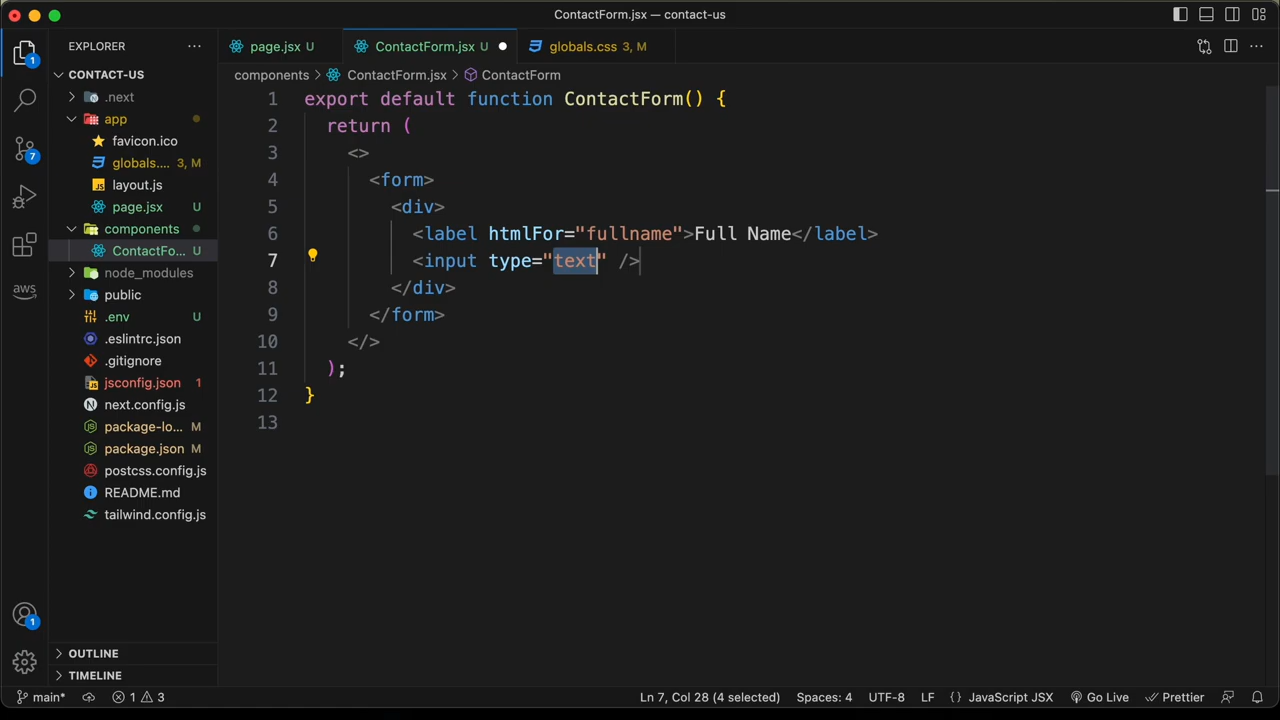 ContactForm.jsx — contact-us
EXPLORER
page.jsx U
ContactForm.jsx U
globals.css 3, M
CONTACT-US
components > ContactForm.jsx > ContactForm
.next
app
favicon.ico
globals.... 3, M
layout.js
page.jsx U
components
ContactFo... U
node_modules
public
.env U
.eslintrc.json
.gitignore
jsconfig.json 1
next.config.js
package-lo... M
package.json M
postcss.config.js
README.md
tailwind.config.js
OUTLINE
TIMELINE
1
7
aws
1
1 export default function ContactForm() {
2 return (
3 <>
4 <form>
5 <div>
6 <label htmlFor="fullname">Full Name</label>
7 <input type="text" />
8 </div>
9 </form>
10 </>
11 );
12 }
13
main* 1 3 Ln 7, Col 28 (4 selected) Spaces: 4 UTF-8 LF {} JavaScript JSX Go Live Prettier